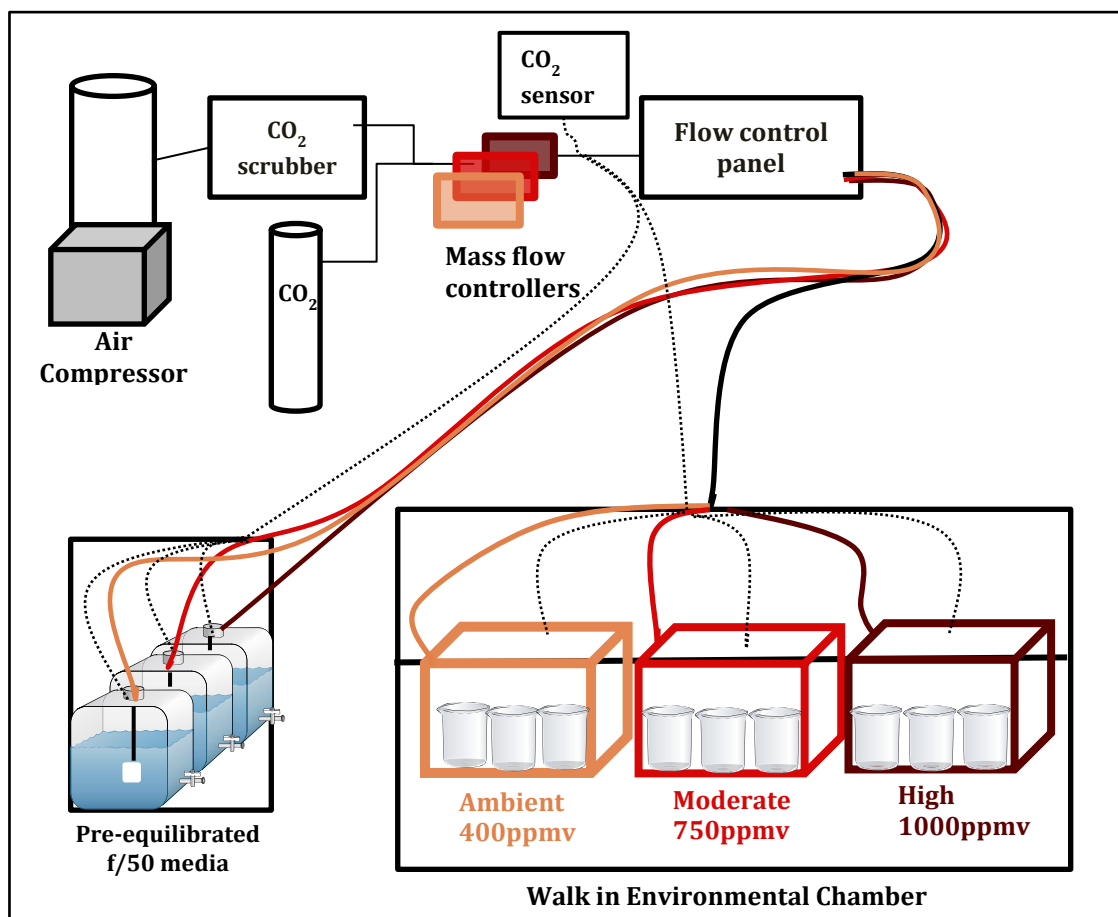 CO2
sensor
CO2
scrubber
Flow control
panel
Mass flow
controllers
CO2
Air
Compressor
Pre-equilibrated
f/50 media
Ambient
400ppmv
Moderate
750ppmv
High
1000ppmv
Walk in Environmental Chamber